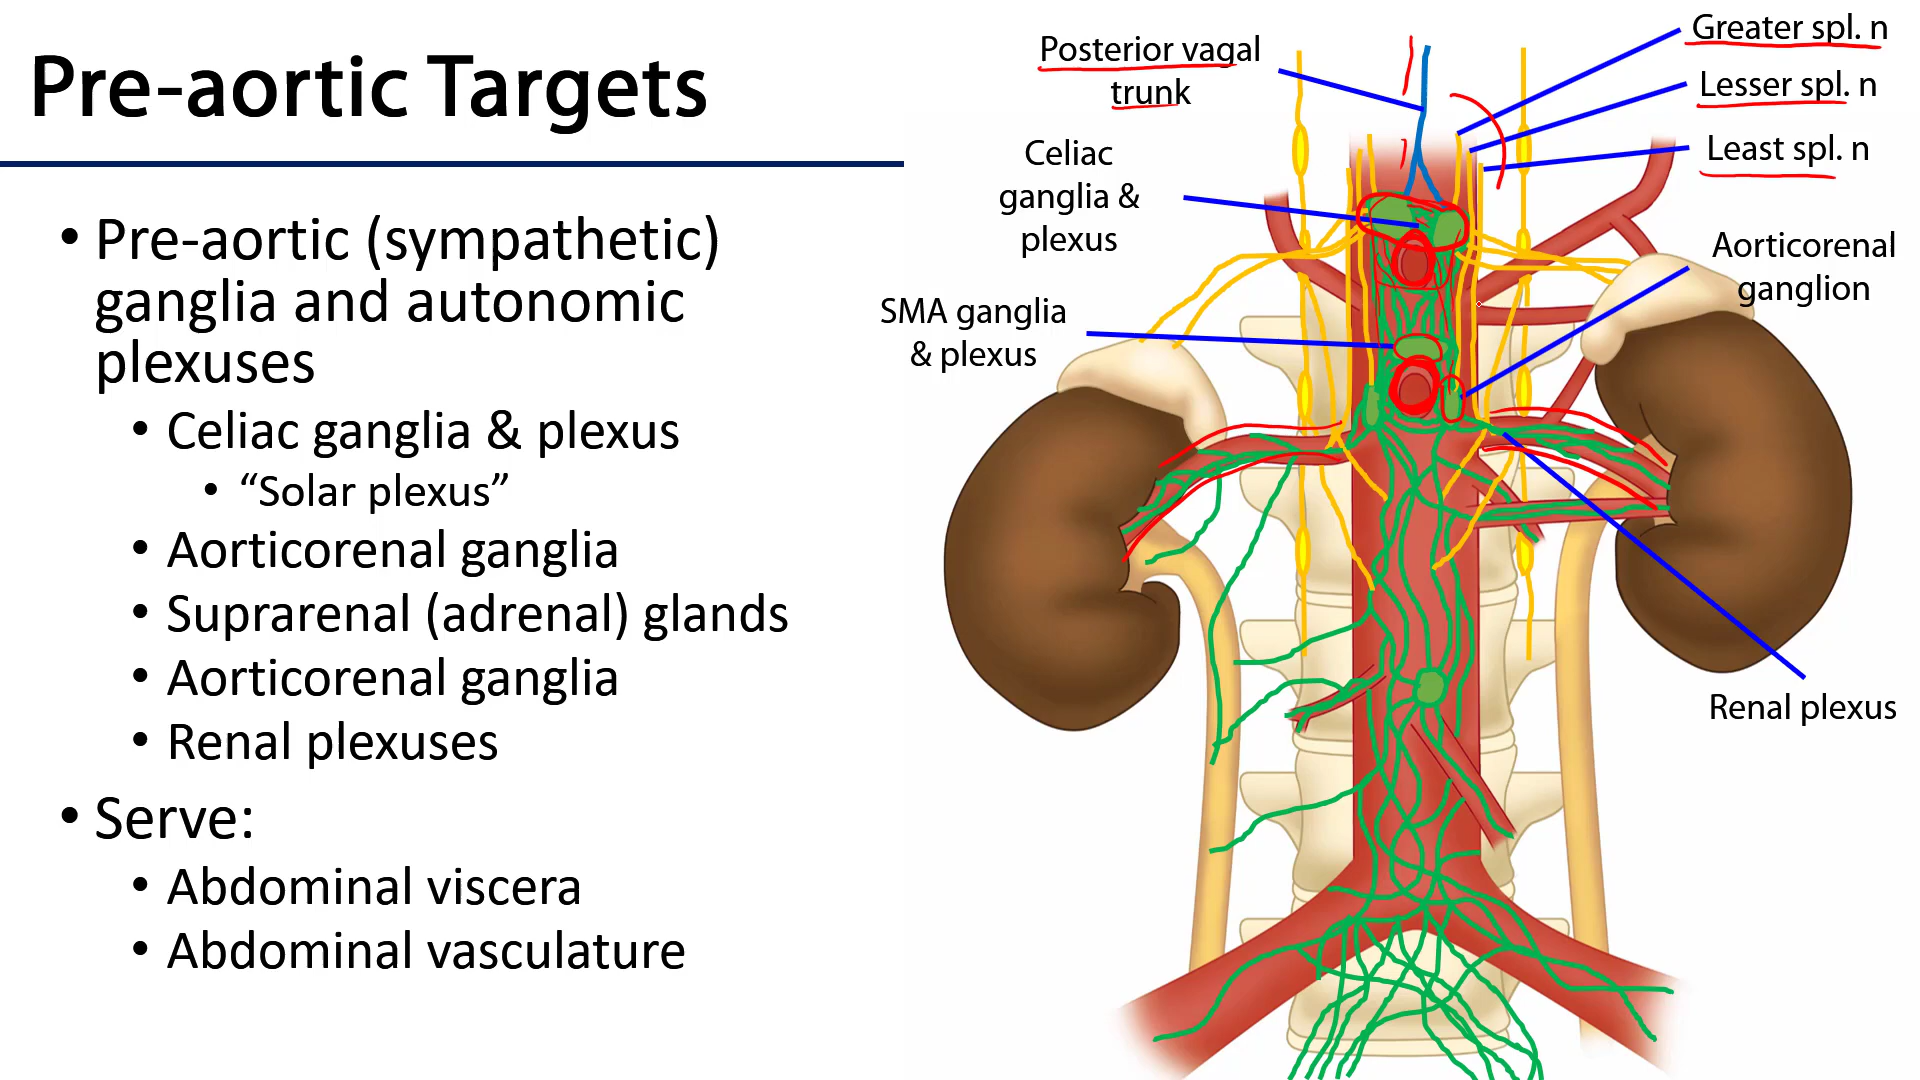 Pre-aortic Targets
• Pre-aortic (sympathetic)
ganglia and autonomic
plexuses
• Celiac ganglia & plexus
• “Solar plexus”
• Aorticorenal ganglia
• Suprarenal (adrenal) glands
• Aorticorenal ganglia
• Renal plexuses
• Serve:
• Abdominal viscera
• Abdominal vasculature
Posterior vagal
trunk
Celiac
ganglia &
plexus
SMA ganglia
& plexus
Greater spl. n
Lesser spl. n
Least spl. n
Aorticorenal
ganglion
Renal plexus